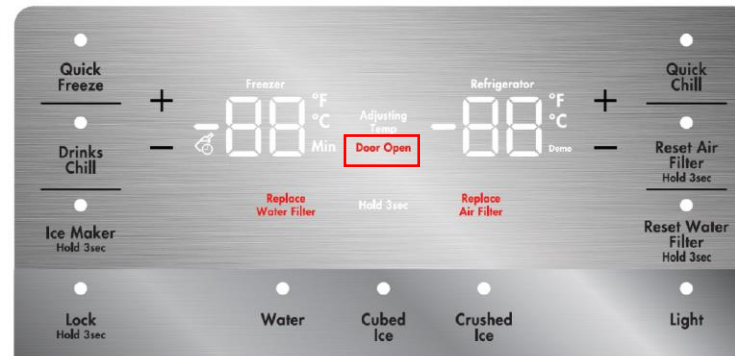 Quick
Freeze
Freezer
Refrigerator
Quick
Chill
+
-88
°F
°C
Min
Adjusting
Temp
Door Open
-88
°F
°C
Demo
+
−
−
Drinks
Chill
Reset Air
Filter
Hold 3sec
Replace
Water Filter
Hold 3sec
Replace
Air Filter
Ice Maker
Hold 3sec
Reset Water
Filter
Hold 3sec
Lock
Hold 3sec
Water
Cubed
Ice
Crushed
Ice
Light